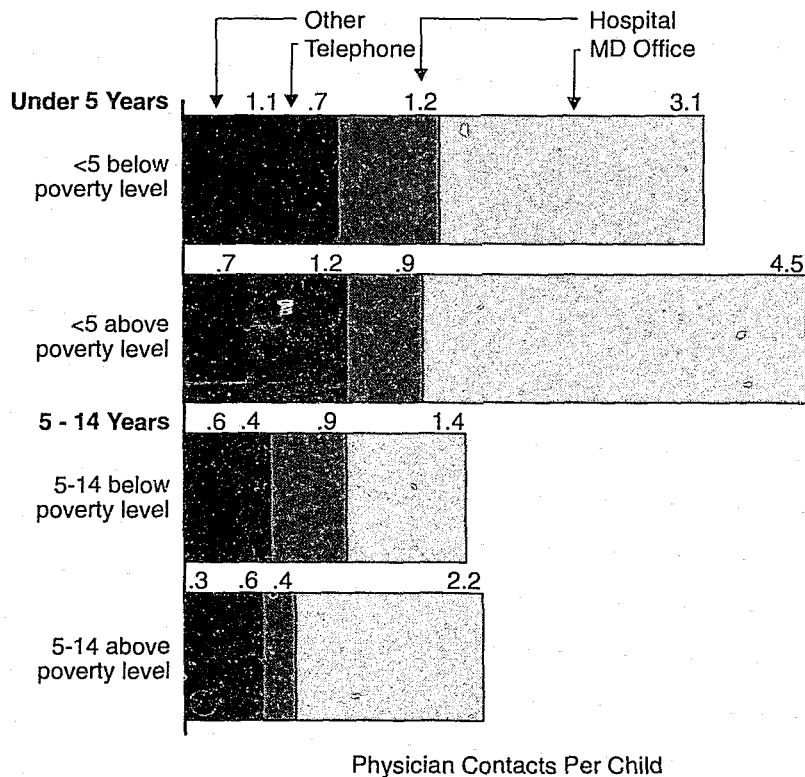 Other
Telephone
Hospital
MD Office
Under 5 Years
1.1 .7 1.2 3.1
<5 below
poverty level
.7 1.2 .9 4.5
<5 above
poverty level
5 - 14 Years
.6 .4 .9 1.4
5-14 below
poverty level
.3 .6 .4 2.2
5-14 above
poverty level
Physician Contacts Per Child